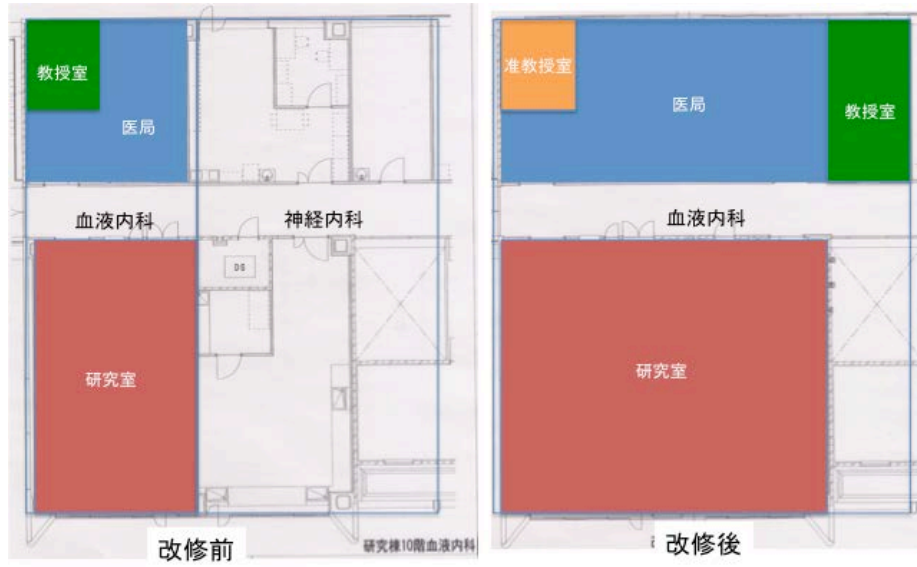 教授室
医局
血液内科
神経内科
DS
研究室
改修前
研究棟10階血液内科
准教授室
医局
教授室
血液内科
研究室
改修後